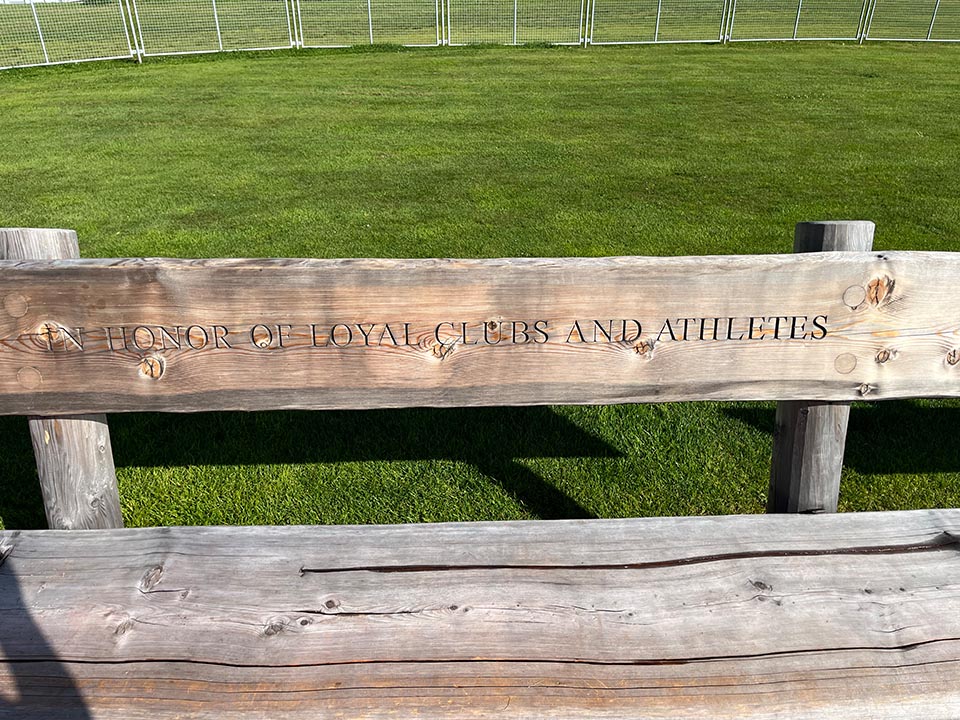 IN HONOR OF LOYAL CLUBS AND ATHLETES